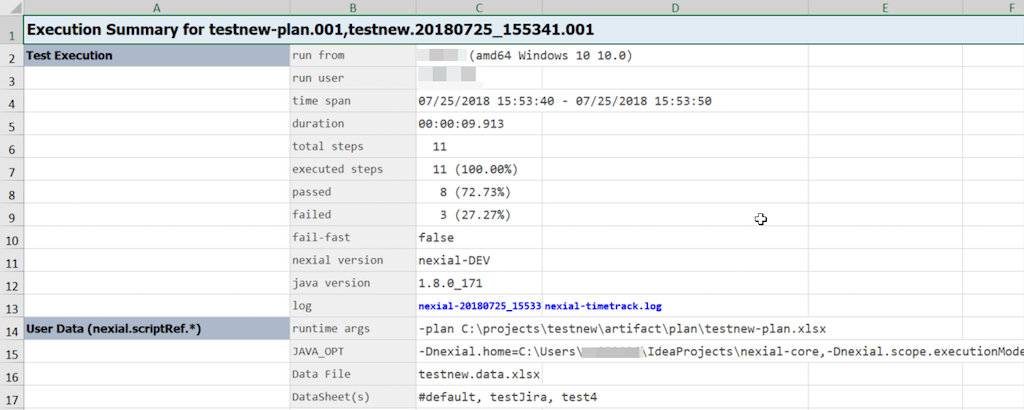 A B C D E F
1 Execution Summary for testnew-plan.001,testnew.20180725_155341.001
2 Test Execution run from (amd64 Windows 10 10.0)
3 run user
4 time span 07/25/2018 15:53:40 - 07/25/2018 15:53:50
5 duration 00:00:09.913
6 total steps 11
7 executed steps 11 (100.00%)
8 passed 8 (72.73%)
9 failed 3 (27.27%)
10 fail-fast false
11 nexial version nexial-DEV
12 java version 1.8.0_171
13 log nexial-20180725_15533 nexial-timetrack.log
14 User Data (nexial.scriptRef.*) runtime args -plan C:\projects\testnew\artifact\plan\testnew-plan.xlsx
15 JAVA_OPT -Dnexial.home=C:\Users\ \IdeaProjects\nexial-core,-Dnexial.scope.executionMode
16 Data File testnew.data.xlsx
17 DataSheet(s) #default, testJira, test4